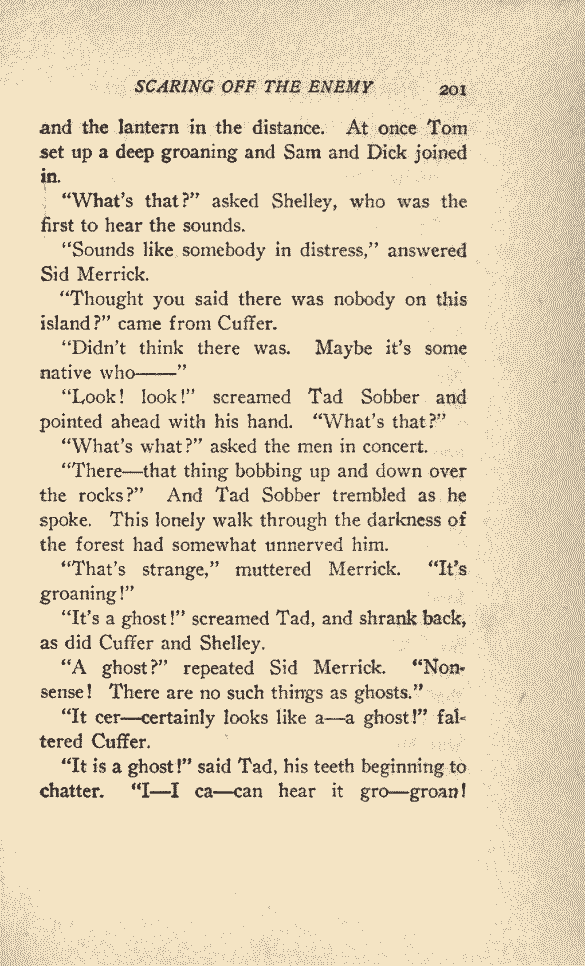 SCARING OFF THE ENEMY 201
and the lantern in the distance. At once Tom
set up a deep groaning and Sam and Dick joined
in.
"What's that?" asked Shelley, who was the
first to hear the sounds.
"Sounds like somebody in distress," answered
Sid Merrick.
"Thought you said there was nobody on this
island?" came from Cuffer.
"Didn't think there was. Maybe it's some
native who——"
"Look! look!" screamed Tad Sobber and
pointed ahead with his hand. "What's that?"
"What's what?" asked the men in concert.
"There—that thing bobbing up and down over
the rocks?" And Tad Sobber trembled as he
spoke. This lonely walk through the darkness of
the forest had somewhat unnerved him.
"That's strange," muttered Merrick. "It's
groaning!"
"It's a ghost!" screamed Tad, and shrank back,
as did Cuffer and Shelley.
"A ghost?" repeated Sid Merrick. "Non-
sense! There are no such things as ghosts."
"It cer—certainly looks like a—a ghost!" fal-
tered Cuffer.
"It is a ghost!" said Tad, his teeth beginning to
chatter. "I—I ca—can hear it gro—groan!